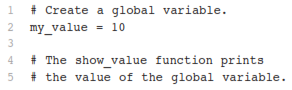 1 # Create a global variable.
2 my_value = 10
3
4 # The show_value function prints
5 # the value of the global variable.